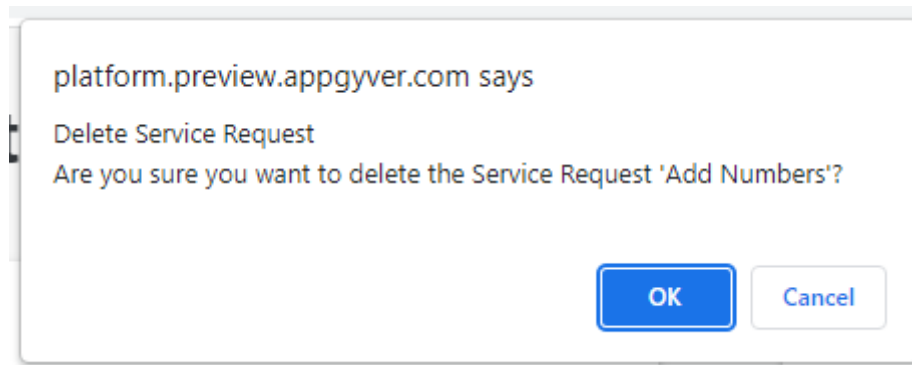 platform.preview.appgyver.com says
Delete Service Request
Are you sure you want to delete the Service Request 'Add Numbers'?
OK
Cancel